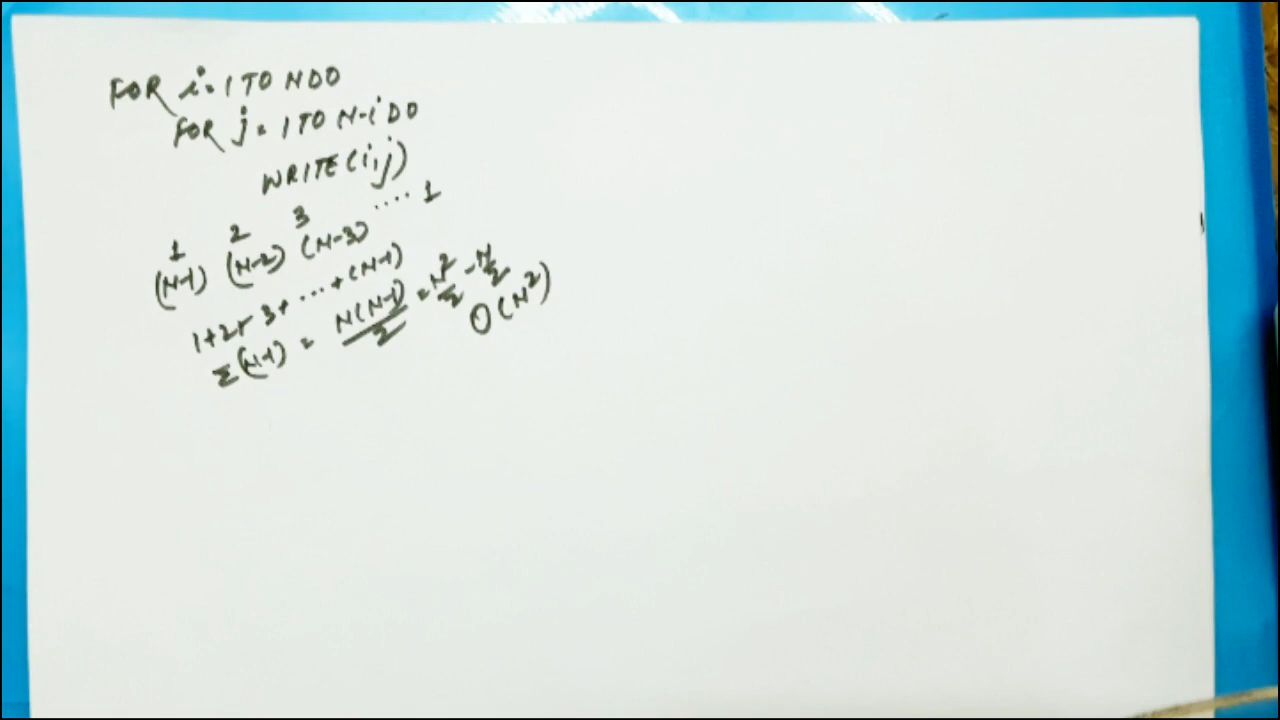 FOR i = 1 TO N DO
FOR j = 1 TO N-i DO
WRITE(i,j)
1 2 3 .... 1
(N-1) (N-2) (N-3)
1+2+3+ ... +(N-1)
Σ(N-1) = N(N-1)/2 = N²/2 - N/2
O(N²)